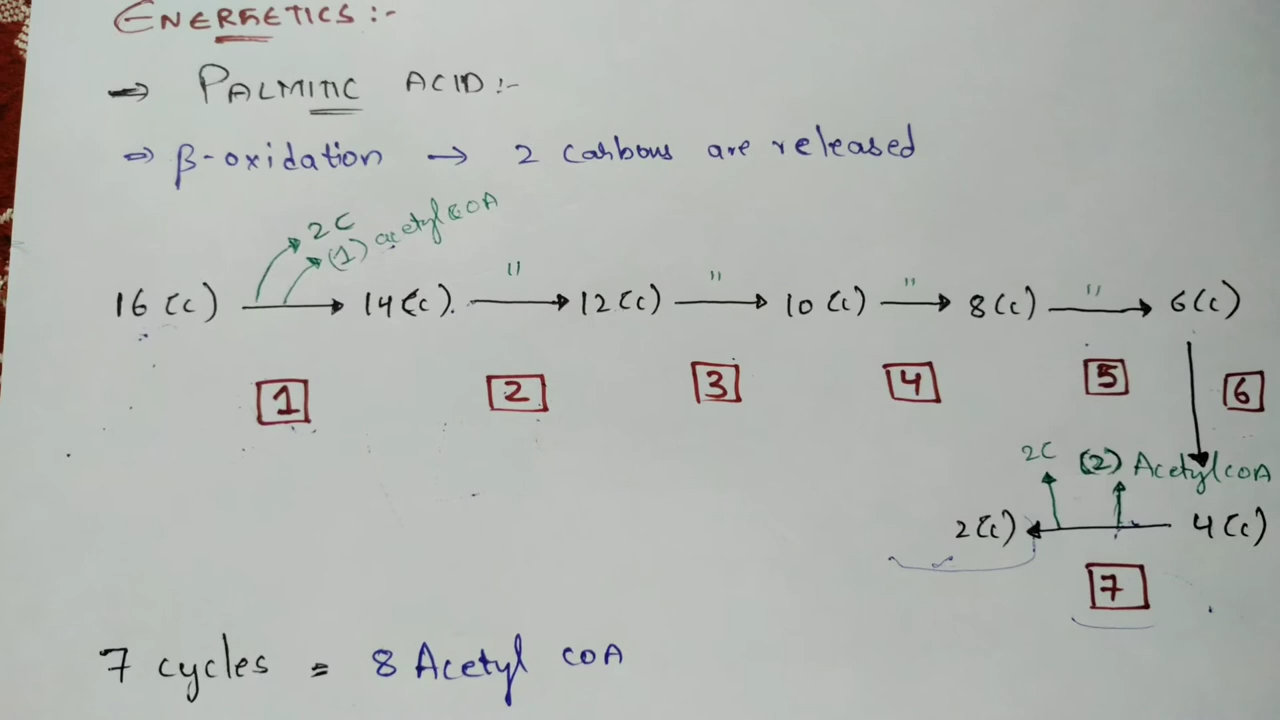 ENERGETICS :-
→ PALMITIC ACID :-
⇒ β-oxidation → 2 Carbons are released
2C
(1) acetyl COA
16 (C) → 14 (C). → " 12 (C) → " 10 (C) → " 8 (C) → " 6 (C)
1 2 3 4 5 6
2C (2) Acetyl COA
2 (C) ← 4 (C)
7
7 cycles = 8 Acetyl COA